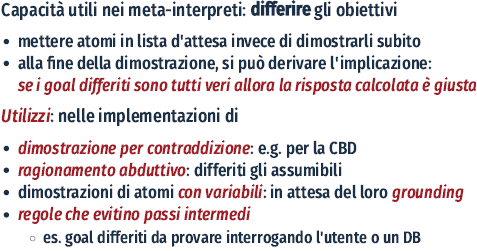 Capacità utili nei meta-interpreti: differire gli obiettivi
• mettere atomi in lista d'attesa invece di dimostrarli subito
• alla fine della dimostrazione, si può derivare l'implicazione:
se i goal differiti sono tutti veri allora la risposta calcolata è giusta
Utilizzi: nelle implementazioni di
• dimostrazione per contraddizione: e.g. per la CBD
• ragionamento abduttivo: differiti gli assumibili
• dimostrazioni di atomi con variabili: in attesa del loro grounding
• regole che evitino passi intermedi
○ es. goal differiti da provare interrogando l'utente o un DB